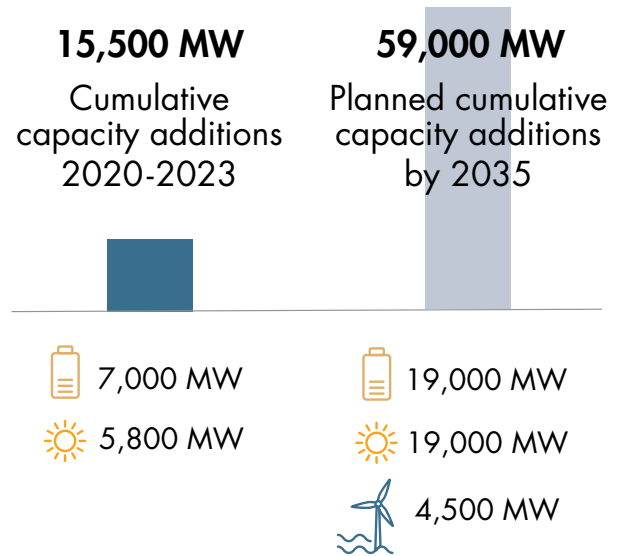 15,500 MW
Cumulative
capacity additions
2020-2023
59,000 MW
Planned cumulative
capacity additions
by 2035
7,000 MW
5,800 MW
19,000 MW
19,000 MW
4,500 MW